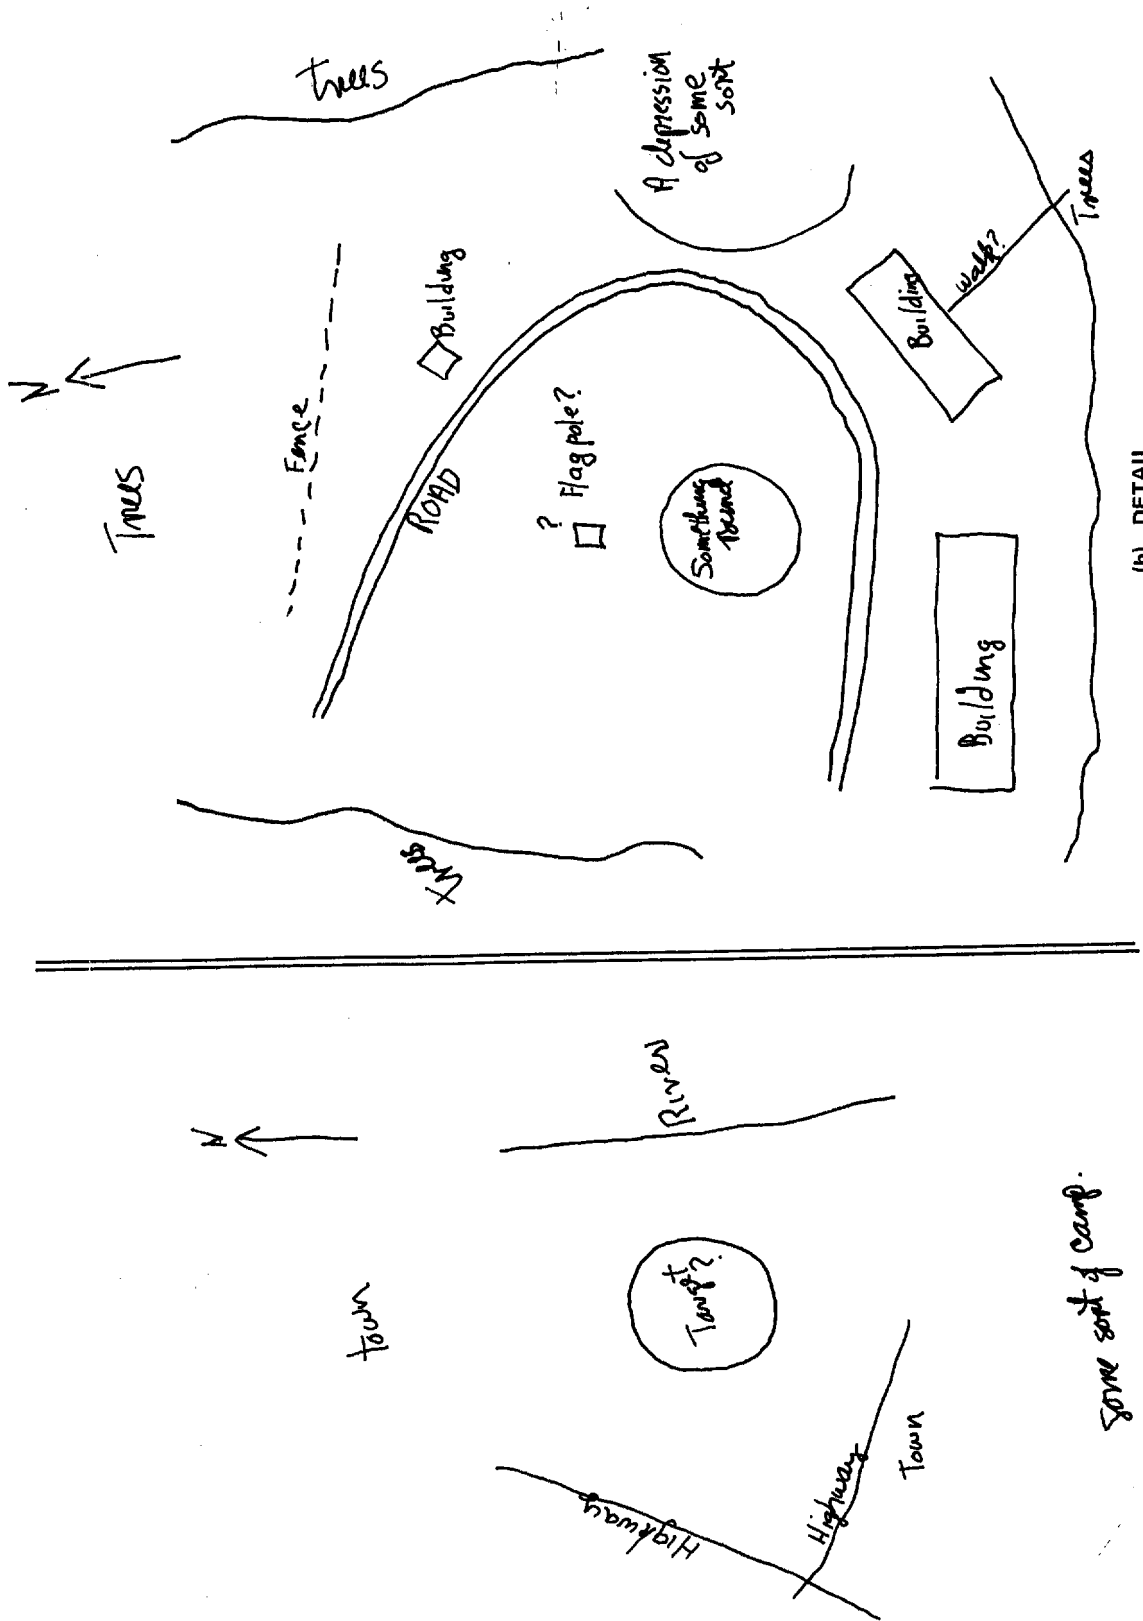 N
town
Highway
Target?
River
Highway
Town
some sort of camp.
N
Trees
trees
Fence
trees
ROAD
Building
?
Flagpole?
A depression
of some
sort
Something
Round
Building
Building
walk?
Trees
(b) DETAIL